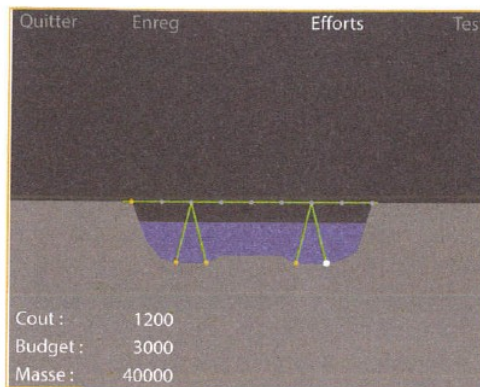 Quitter Enreg Efforts Tes
Cout : 1200
Budget : 3000
Masse : 40000